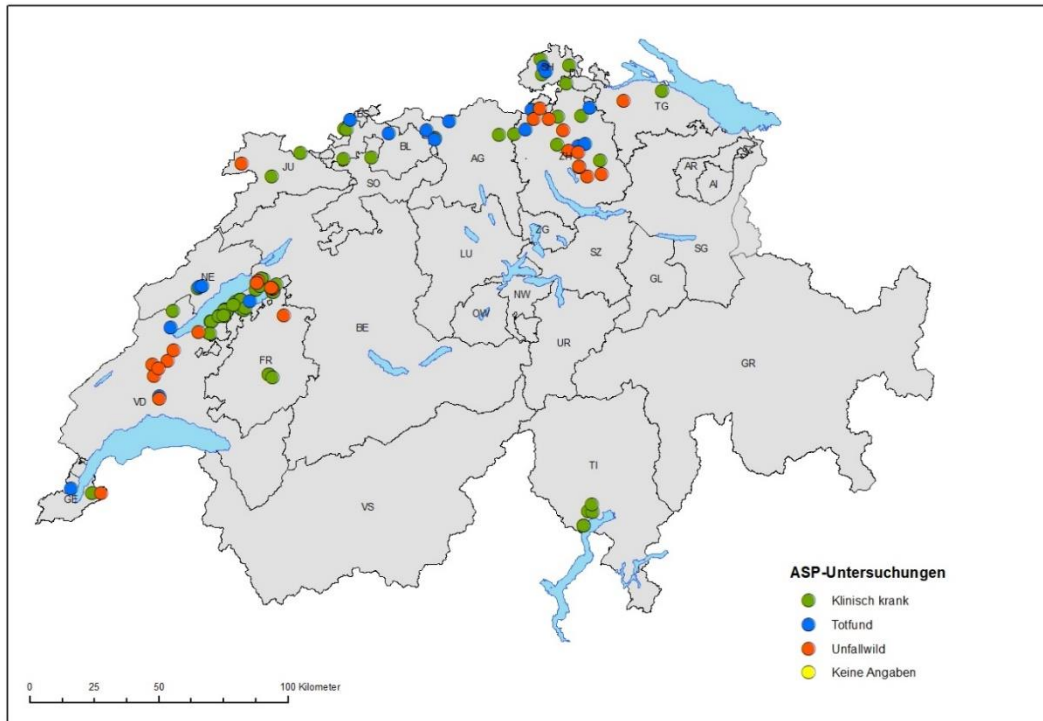 SH
TG
BS
BL
JU
AG
ZH
SO
AR
AI
ZG
LU
SZ
SG
NE
GL
NW
OW
BE
UR
FR
GR
VD
TI
GE
VS
ASP-Untersuchungen
Klinisch krank
Totfund
Unfallwild
Keine Angaben
0 25 50 100 Kilometer